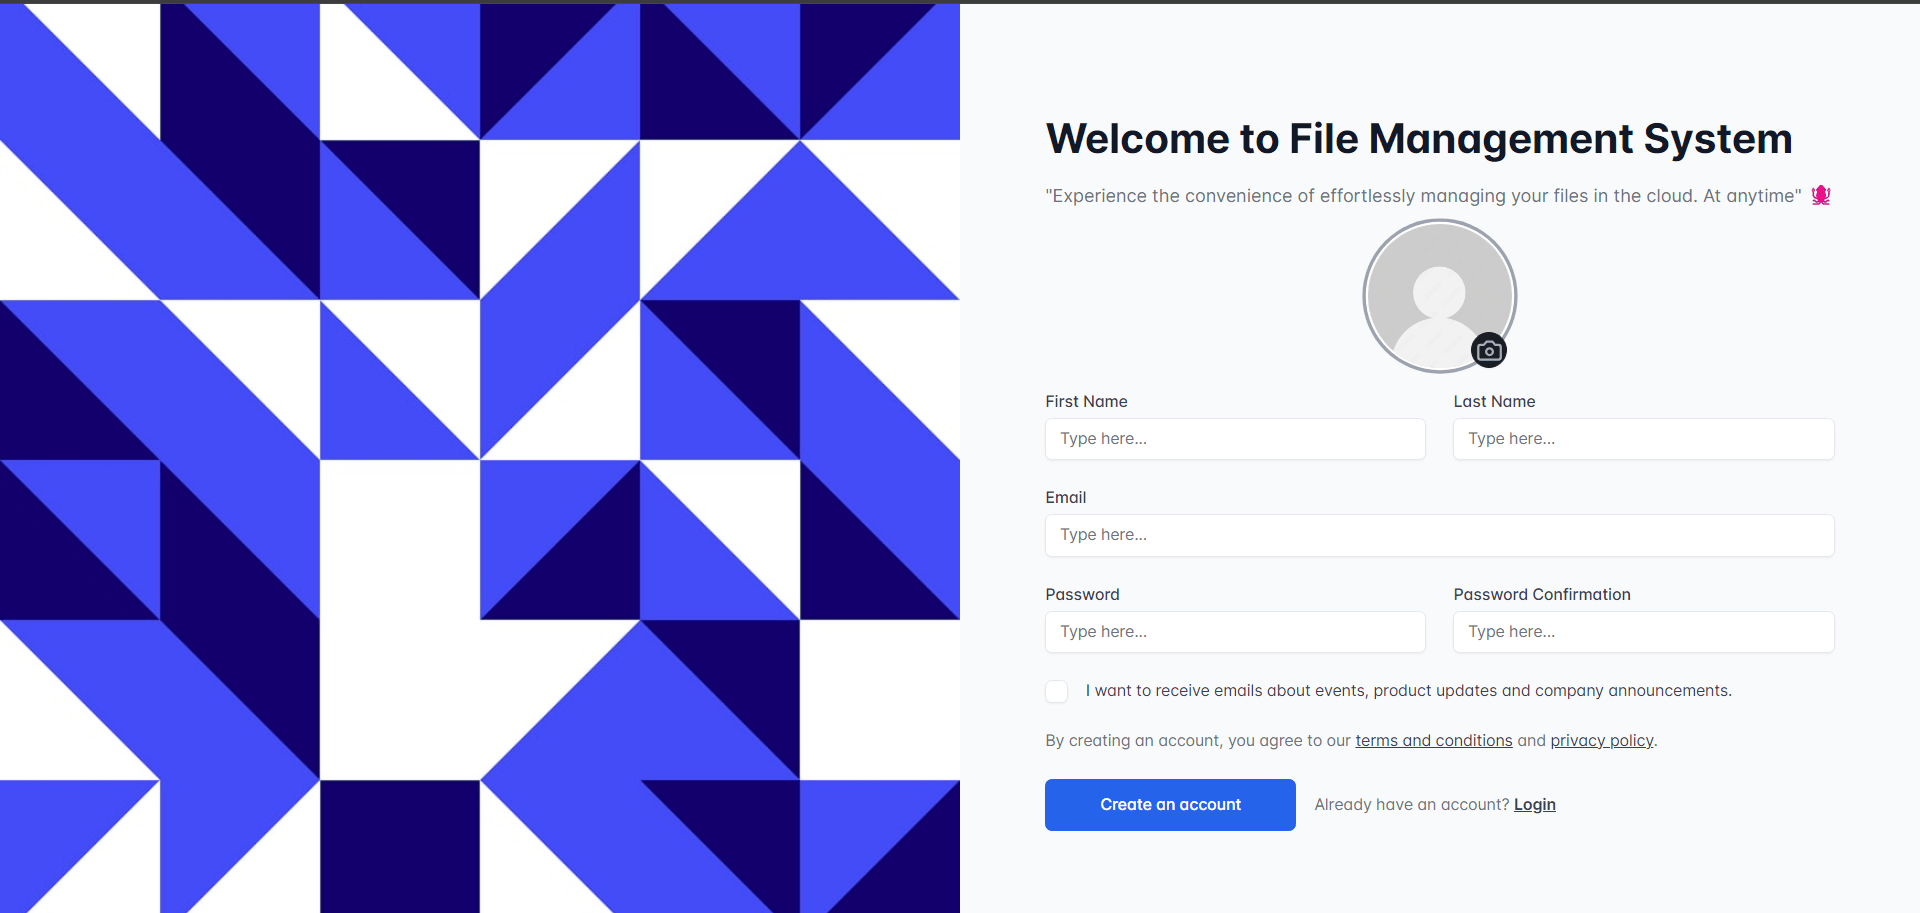 Welcome to File Management System
"Experience the convenience of effortlessly managing your files in the cloud. At anytime"
First Name
Last Name
Type here...
Type here...
Email
Type here...
Password
Password Confirmation
Type here...
Type here...
I want to receive emails about events, product updates and company announcements.
By creating an account, you agree to our terms and conditions and privacy policy.
Create an account
Already have an account? Login